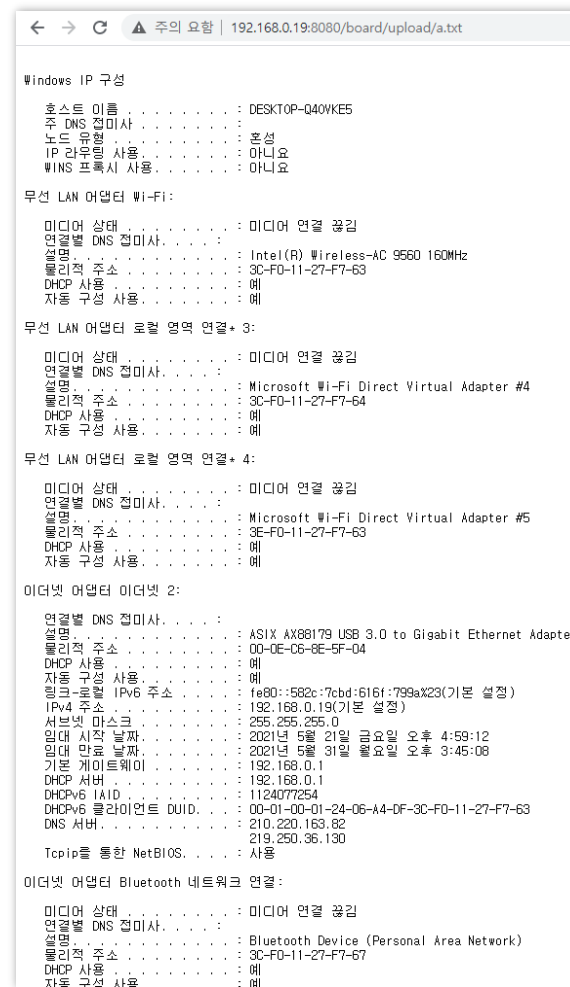 주의 요함 | 192.168.0.19:8080/board/upload/a.txt
Windows IP 구성
호스트 이름 . . . . . . . . : DESKTOP-Q4OVKE5
주 DNS 접미사 . . . . . . . :
노드 유형 . . . . . . . . . : 혼성
IP 라우팅 사용. . . . . . . : 아니요
WINS 프록시 사용. . . . . . : 아니요
무선 LAN 어댑터 Wi-Fi:
미디어 상태 . . . . . . . . : 미디어 연결 끊김
연결별 DNS 접미사. . . . :
설명. . . . . . . . . . . . : Intel(R) Wireless-AC 9560 160MHz
물리적 주소 . . . . . . . . : 3C-F0-11-27-F7-63
DHCP 사용 . . . . . . . . . : 예
자동 구성 사용. . . . . . . : 예
무선 LAN 어댑터 로컬 영역 연결* 3:
미디어 상태 . . . . . . . . : 미디어 연결 끊김
연결별 DNS 접미사. . . . :
설명. . . . . . . . . . . . : Microsoft Wi-Fi Direct Virtual Adapter #4
물리적 주소 . . . . . . . . : 3C-F0-11-27-F7-64
DHCP 사용 . . . . . . . . . : 예
자동 구성 사용. . . . . . . : 예
무선 LAN 어댑터 로컬 영역 연결* 4:
미디어 상태 . . . . . . . . : 미디어 연결 끊김
연결별 DNS 접미사. . . . :
설명. . . . . . . . . . . . : Microsoft Wi-Fi Direct Virtual Adapter #5
물리적 주소 . . . . . . . . : 3E-F0-11-27-F7-63
DHCP 사용 . . . . . . . . . : 예
자동 구성 사용. . . . . . . : 예
이더넷 어댑터 이더넷 2:
연결별 DNS 접미사. . . . :
설명. . . . . . . . . . . . : ASIX AX88179 USB 3.0 to Gigabit Ethernet Adapte
물리적 주소 . . . . . . . . : 00-0E-C6-8E-5F-04
DHCP 사용 . . . . . . . . . : 예
자동 구성 사용. . . . . . . : 예
링크-로컬 IPv6 주소 . . . . : fe80::582c:7cbd:616f:799a%23(기본 설정)
IPv4 주소 . . . . . . . . . : 192.168.0.19(기본 설정)
서브넷 마스크 . . . . . . . : 255.255.255.0
임대 시작 날짜. . . . . . . : 2021년 5월 21일 금요일 오후 4:59:12
임대 만료 날짜. . . . . . . : 2021년 5월 31일 월요일 오후 3:45:08
기본 게이트웨이 . . . . . . : 192.168.0.1
DHCP 서버 . . . . . . . . . : 192.168.0.1
DHCPv6 IAID . . . . . . . . : 1124077254
DHCPv6 클라이언트 DUID. . . : 00-01-00-01-24-06-A4-DF-3C-F0-11-27-F7-63
DNS 서버. . . . . . . . . . : 210.220.163.82
219.250.36.130
Tcpip를 통한 NetBIOS. . . . : 사용
이더넷 어댑터 Bluetooth 네트워크 연결:
미디어 상태 . . . . . . . . : 미디어 연결 끊김
연결별 DNS 접미사. . . . :
설명. . . . . . . . . . . . : Bluetooth Device (Personal Area Network)
물리적 주소 . . . . . . . . : 3C-F0-11-27-F7-67
DHCP 사용 . . . . . . . . . : 예
자동 구성 사용. . . . . . . : 예